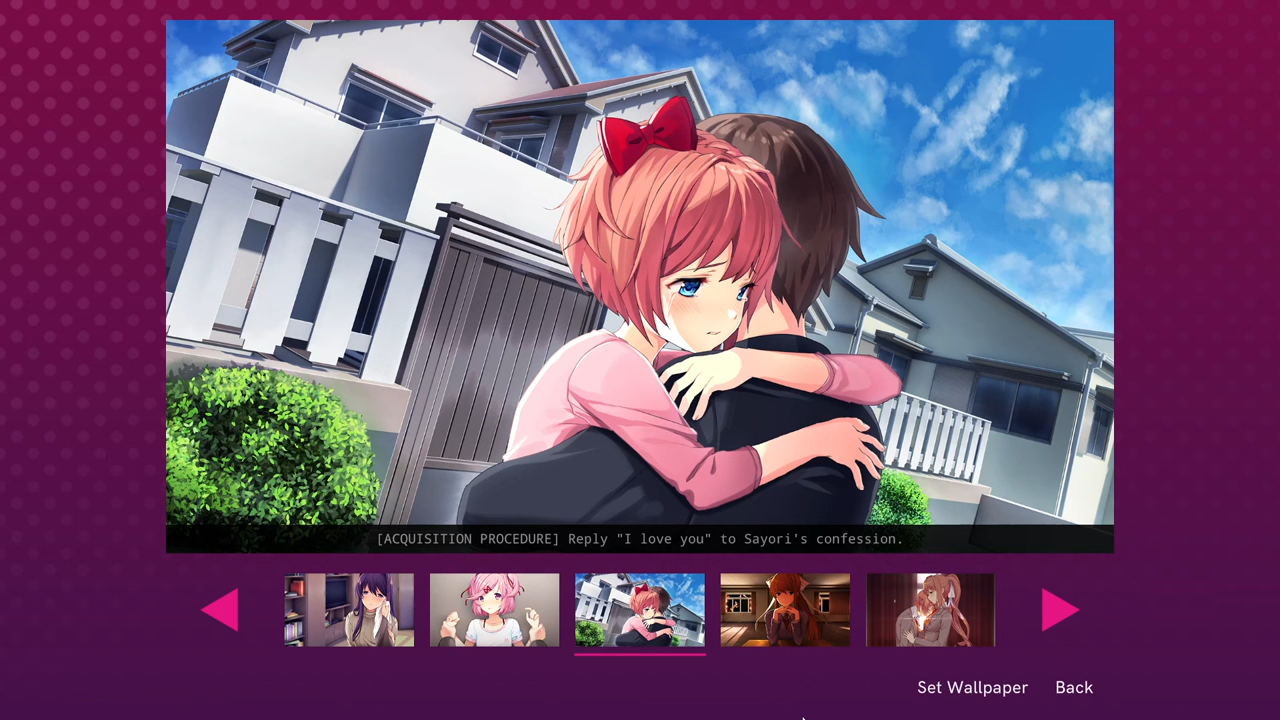 [ACQUISITION PROCEDURE] Reply "I love you" to Sayori's confession.
Set Wallpaper
Back